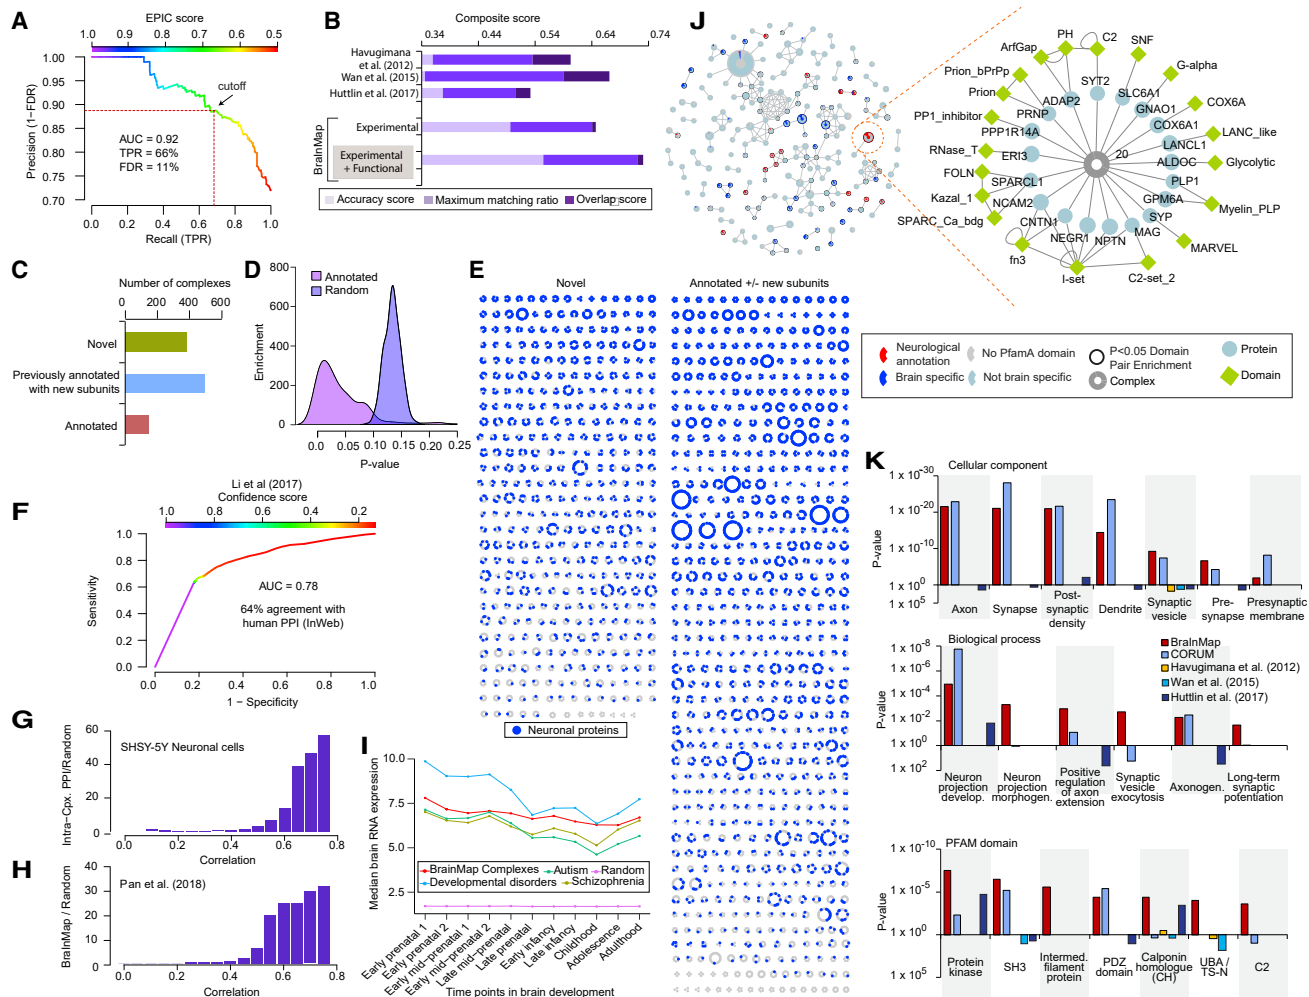 A
EPIC score
1.0 0.9 0.8 0.7 0.6 0.5
1.00
0.95
0.90
0.85
0.80
0.75
0.70
Precision (1−FDR)
cutoff
AUC = 0.92
TPR = 66%
FDR = 11%
0.0 0.2 0.4 0.6 0.8 1.0
Recall (TPR)
B
Composite score
0.34 0.44 0.54 0.64 0.74
Havugimana
et al. (2012)
Wan et al. (2015)
Huttlin et al. (2017)
BraInMap
Experimental
Experimental
+ Functional
Accuracy score
Maximum matching ratio
Overlap score
C
Number of complexes
0 200 400 600
Novel
Previously annotated
with new subunits
Annotated
D
800
600
400
200
0
Enrichment
Annotated
Random
0.0 0.05 0.10 0.15 0.20 0.25
P-value
E
Novel
Annotated +/- new subunits
Neuronal proteins
F
Li et al (2017)
Confidence score
1.0 0.8 0.6 0.4 0.2
1.0
0.8
0.6
0.4
0.2
0.0
Sensitivity
AUC = 0.78
64% agreement with
human PPI (InWeb)
0.0 0.2 0.4 0.6 0.8 1.0
1 − Specificity
G
SHSY-5Y Neuronal cells
60
40
20
0
Intra−Cpx. PPI/Random
0.0 0.2 0.4 0.6 0.8
Correlation
H
Pan et al. (2018)
40
30
20
10
0
BraInMap / Random
0.0 0.2 0.4 0.6 0.8
Correlation
I
10.0
7.5
5.0
2.5
Median brain RNA expression
BrainMap Complexes
Autism
Random
Developmental disorders
Schizophrenia
Early prenatal 1
Early prenatal 2
Early mid−prenatal 1
Early mid−prenatal 2
Late mid−prenatal
Late prenatal
Early infancy
Late infancy
Childhood
Adolescence
Adulthood
Time points in brain development
J
PH
C2
ArfGap
SNF
Prion_bPrPp
G-alpha
Prion
SYT2
SLC6A1
COX6A
ADAP2
GNAO1
PP1_inhibitor
PRNP
COX6A1
LANC_like
PPP1R14A
LANCL1
RNase_T
ERI3
20
ALDOC
Glycolytic
FOLN
SPARCL1
PLP1
Kazal_1
NCAM2
GPM6A
Myelin_PLP
SPARC_Ca_bdg
CNTN1
SYP
NEGR1
NPTN
MAG
MARVEL
fn3
I-set
C2-set_2
Neurological
annotation
Brain specific
No PfamA domain
Not brain specific
P<0.05 Domain
Pair Enrichment
Complex
Protein
Domain
K
Cellular component
1 x 10-30
1 x 10-20
1 x 10-10
1 x 100
1 x 105
P-value
Axon
Synapse
Post-
synaptic
density
Dendrite
Synaptic
vesicle
Pre-
synapse
Presynaptic
membrane
Biological process
1 x 10-8
1 x 10-6
1 x 10-4
1 x 10-2
1 x 100
1 x 102
P-value
BraInMap
CORUM
Havugimana et al. (2012)
Wan et al. (2015)
Huttlin et al. (2017)
Neuron
projection
develop.
Neuron
projection
morphogen.
Positive
regulation
of axon
extension
Synaptic
vesicle
exocytosis
Axonogen.
Long-term
synaptic
potentiation
PFAM domain
1 x 10-10
1 x 10-5
1 x 100
1 x 105
P-value
Protein
kinase
SH3
Intermed.
filament
protein
PDZ
domain
Calponin
homologue
(CH)
UBA /
TS-N
C2